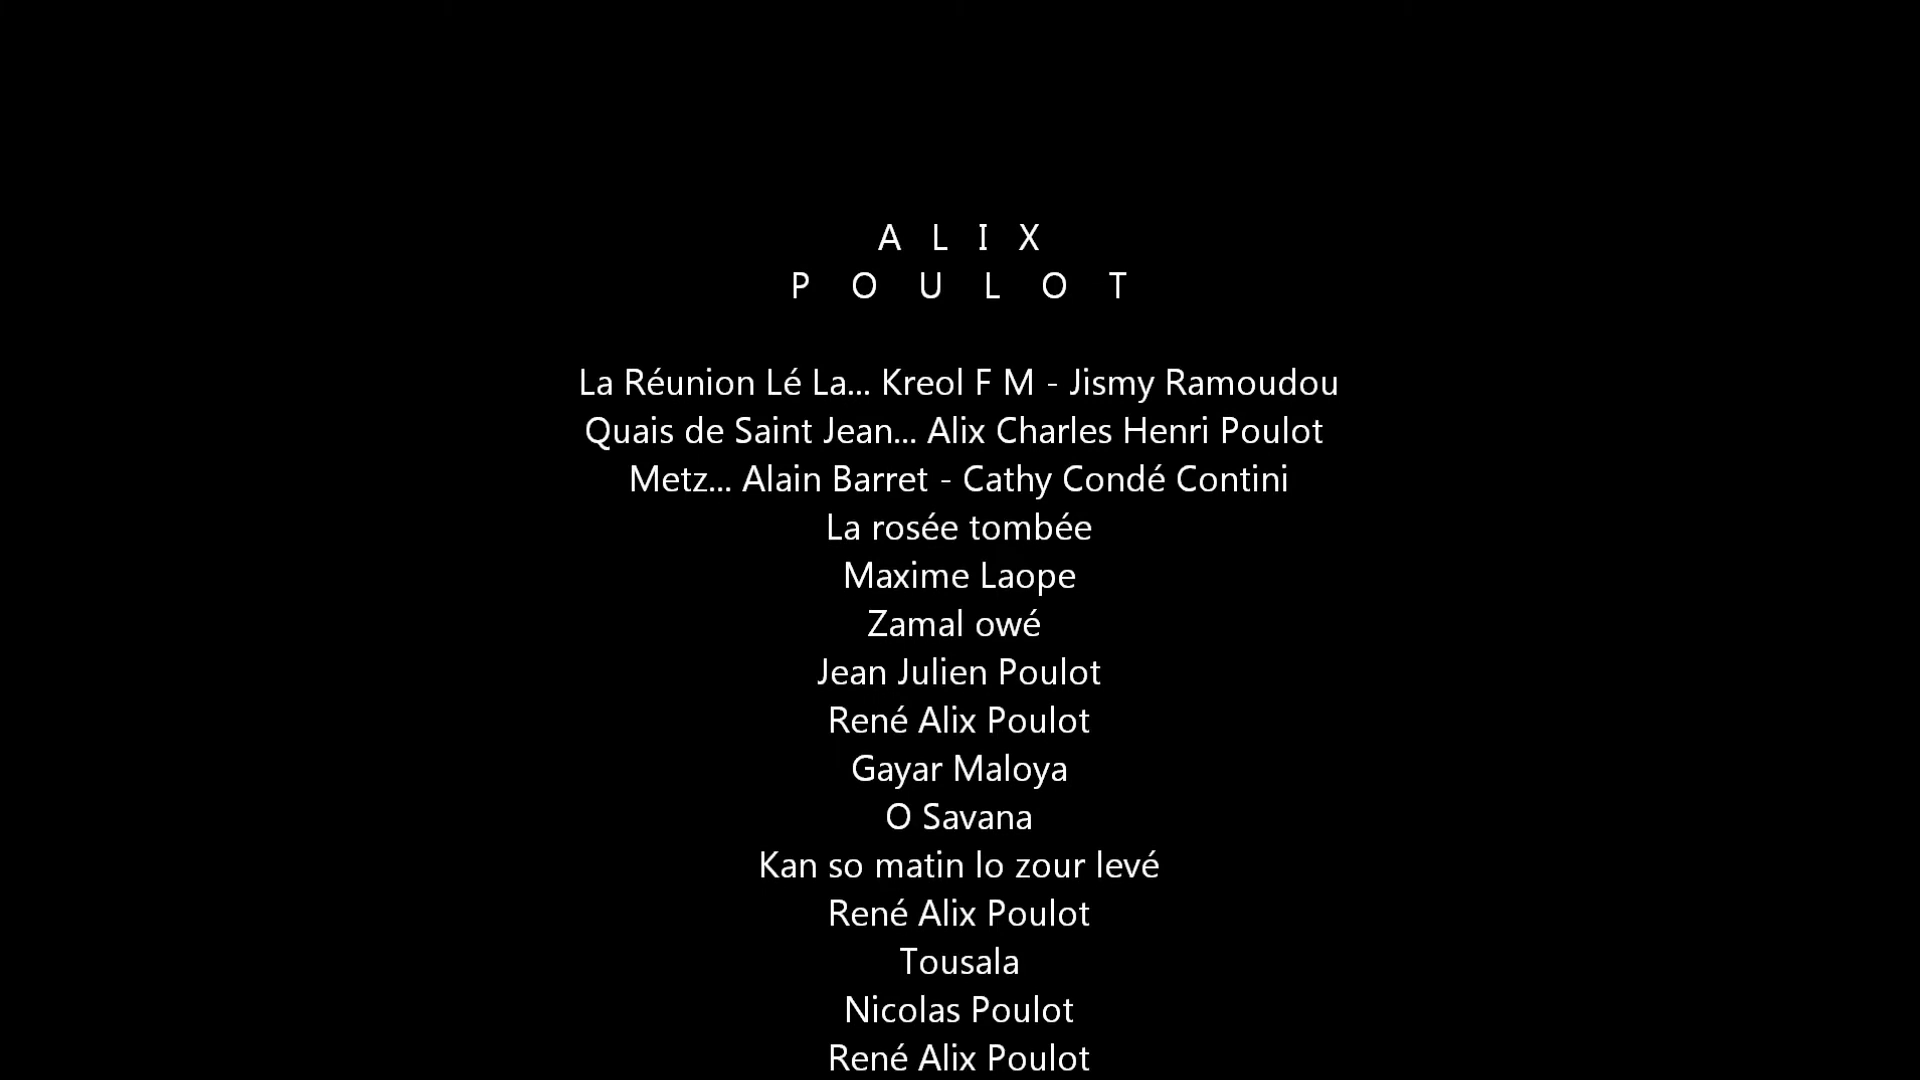 A L I X
P O U L O T
La Réunion Lé La... Kreol F M - Jismy Ramoudou
Quais de Saint Jean... Alix Charles Henri Poulot
Metz... Alain Barret - Cathy Condé Contini
La rosée tombée
Maxime Laope
Zamal owé
Jean Julien Poulot
René Alix Poulot
Gayar Maloya
O Savana
Kan so matin lo zour levé
René Alix Poulot
Tousala
Nicolas Poulot
René Alix Poulot